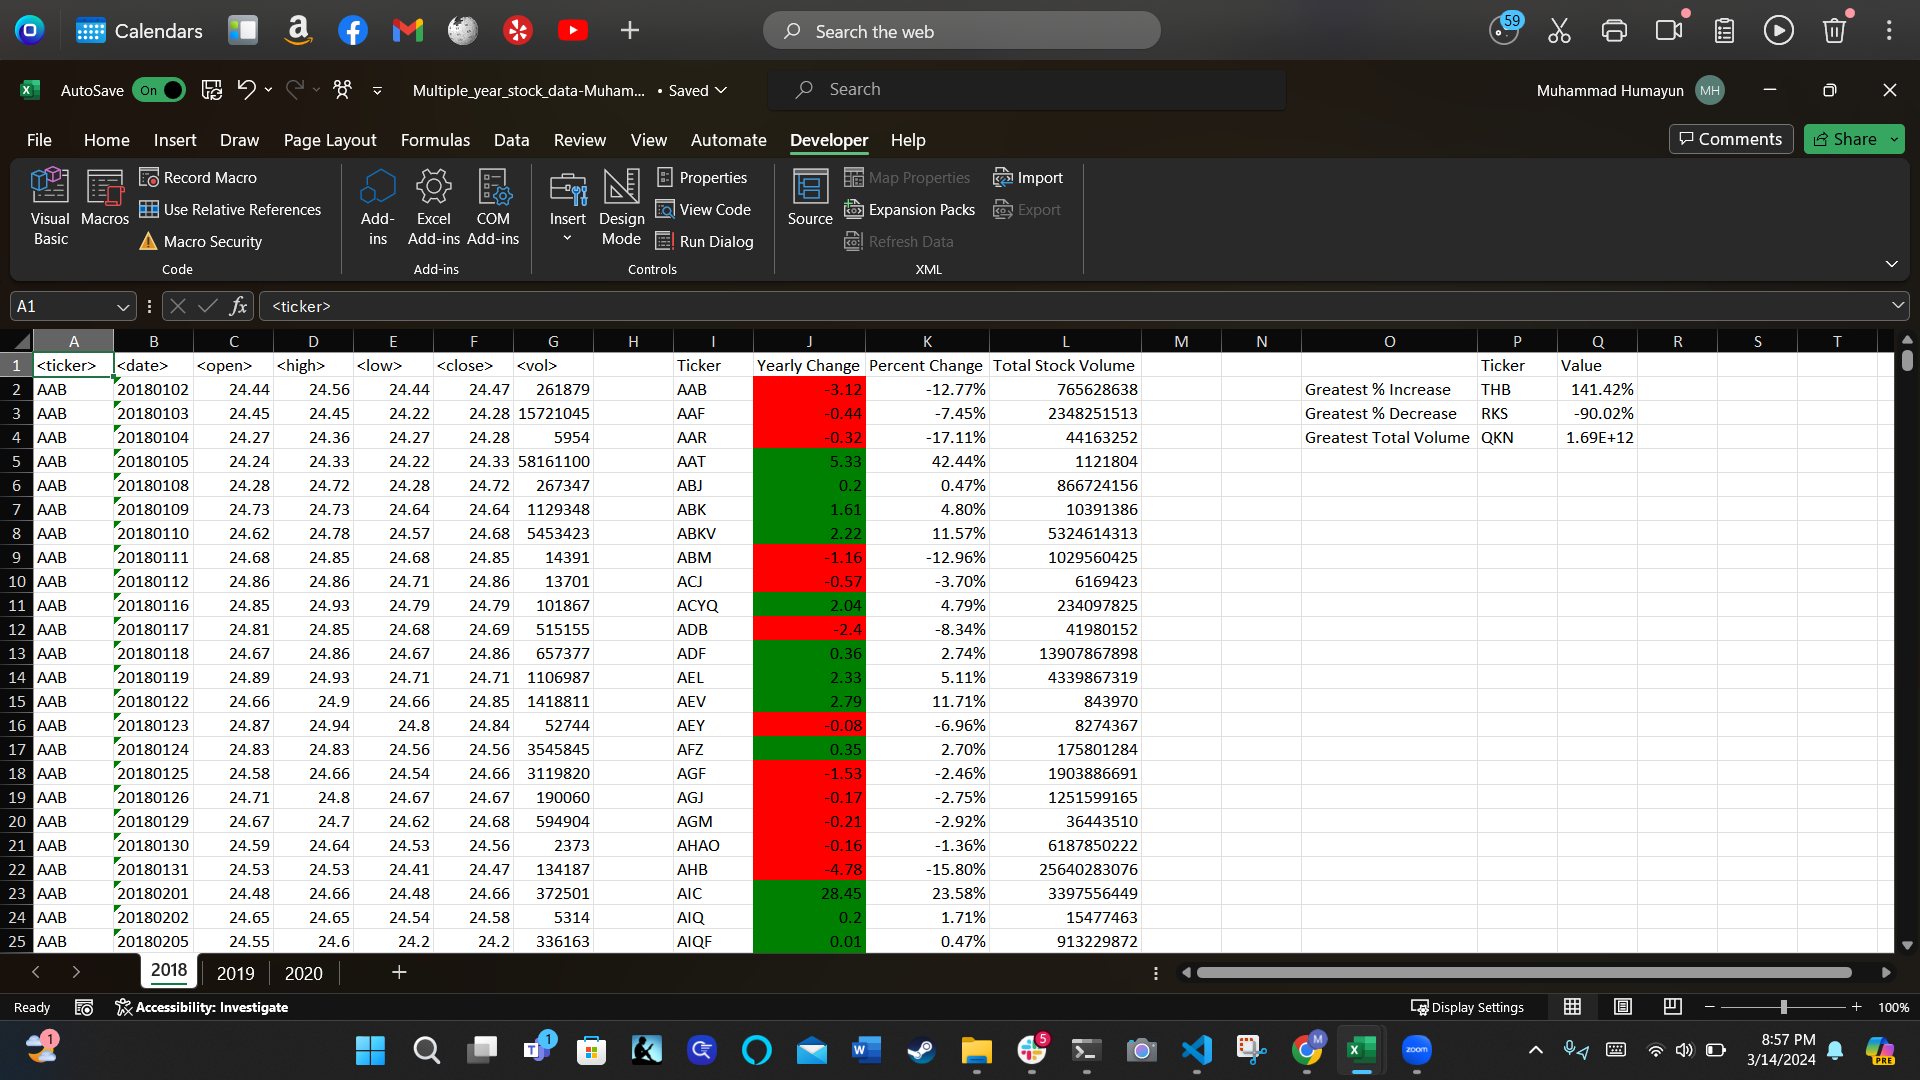 Calendars
Search the web
59
AutoSave On
Multiple_year_stock_data-Muham... • Saved
Search
Muhammad Humayun MH
File Home Insert Draw Page Layout Formulas Data Review View Automate Developer Help
Comments Share
Visual Basic
Macros
Record Macro
Use Relative References
Macro Security
Code
Add-ins
Excel Add-ins
COM Add-ins
Add-ins
Insert
Design Mode
Properties
View Code
Run Dialog
Controls
Source
Map Properties
Expansion Packs
Refresh Data
Import
Export
XML
A1 fx <ticker>
A B C D E F G H I J K L M N O P Q R S T
1 <ticker> <date> <open> <high> <low> <close> <vol> Ticker Yearly Change Percent Change Total Stock Volume Ticker Value
2 AAB 20180102 24.44 24.56 24.44 24.47 261879 AAB -3.12 -12.77% 765628638 Greatest % Increase THB 141.42%
3 AAB 20180103 24.45 24.45 24.22 24.28 15721045 AAF -0.44 -7.45% 2348251513 Greatest % Decrease RKS -90.02%
4 AAB 20180104 24.27 24.36 24.27 24.28 5954 AAR -0.32 -17.11% 44163252 Greatest Total Volume QKN 1.69E+12
5 AAB 20180105 24.24 24.33 24.22 24.33 58161100 AAT 5.33 42.44% 1121804
6 AAB 20180108 24.28 24.72 24.28 24.72 267347 ABJ 0.2 0.47% 866724156
7 AAB 20180109 24.73 24.73 24.64 24.64 1129348 ABK 1.61 4.80% 10391386
8 AAB 20180110 24.62 24.78 24.57 24.68 5453423 ABKV 2.22 11.57% 5324614313
9 AAB 20180111 24.68 24.85 24.68 24.85 14391 ABM -1.16 -12.96% 1029560425
10 AAB 20180112 24.86 24.86 24.71 24.86 13701 ACJ -0.57 -3.70% 6169423
11 AAB 20180116 24.85 24.93 24.79 24.79 101867 ACYQ 2.04 4.79% 234097825
12 AAB 20180117 24.81 24.85 24.68 24.69 515155 ADB -2.4 -8.34% 41980152
13 AAB 20180118 24.67 24.86 24.67 24.86 657377 ADF 0.36 2.74% 13907867898
14 AAB 20180119 24.89 24.93 24.71 24.71 1106987 AEL 2.33 5.11% 4339867319
15 AAB 20180122 24.66 24.9 24.66 24.85 1418811 AEV 2.79 11.71% 843970
16 AAB 20180123 24.87 24.94 24.8 24.84 52744 AEY -0.08 -6.96% 8274367
17 AAB 20180124 24.83 24.83 24.56 24.56 3545845 AFZ 0.35 2.70% 175801284
18 AAB 20180125 24.58 24.66 24.54 24.66 3119820 AGF -1.53 -2.46% 1903886691
19 AAB 20180126 24.71 24.8 24.67 24.67 190060 AGJ -0.17 -2.75% 1251599165
20 AAB 20180129 24.67 24.7 24.62 24.68 594904 AGM -0.21 -2.92% 36443510
21 AAB 20180130 24.59 24.64 24.53 24.56 2373 AHAO -0.16 -1.36% 6187850222
22 AAB 20180131 24.53 24.53 24.41 24.47 134187 AHB -4.78 -15.80% 25640283076
23 AAB 20180201 24.48 24.66 24.48 24.66 372501 AIC 28.45 23.58% 3397556449
24 AAB 20180202 24.65 24.65 24.54 24.58 5314 AIQ 0.2 1.71% 15477463
25 AAB 20180205 24.55 24.6 24.2 24.2 336163 AIQF 0.01 0.47% 913229872
2018 2019 2020
Ready Accessibility: Investigate Display Settings 100%
8:57 PM
3/14/2024